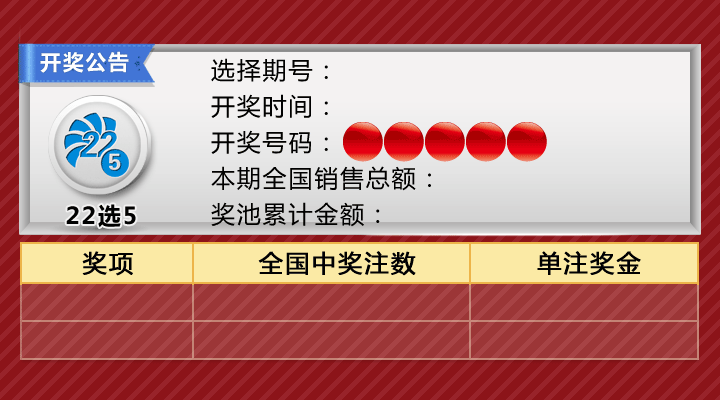 开奖公告
22
5
22选5
选择期号：
开奖时间：
开奖号码：
本期全国销售总额：
奖池累计金额：
奖项 全国中奖注数 单注奖金